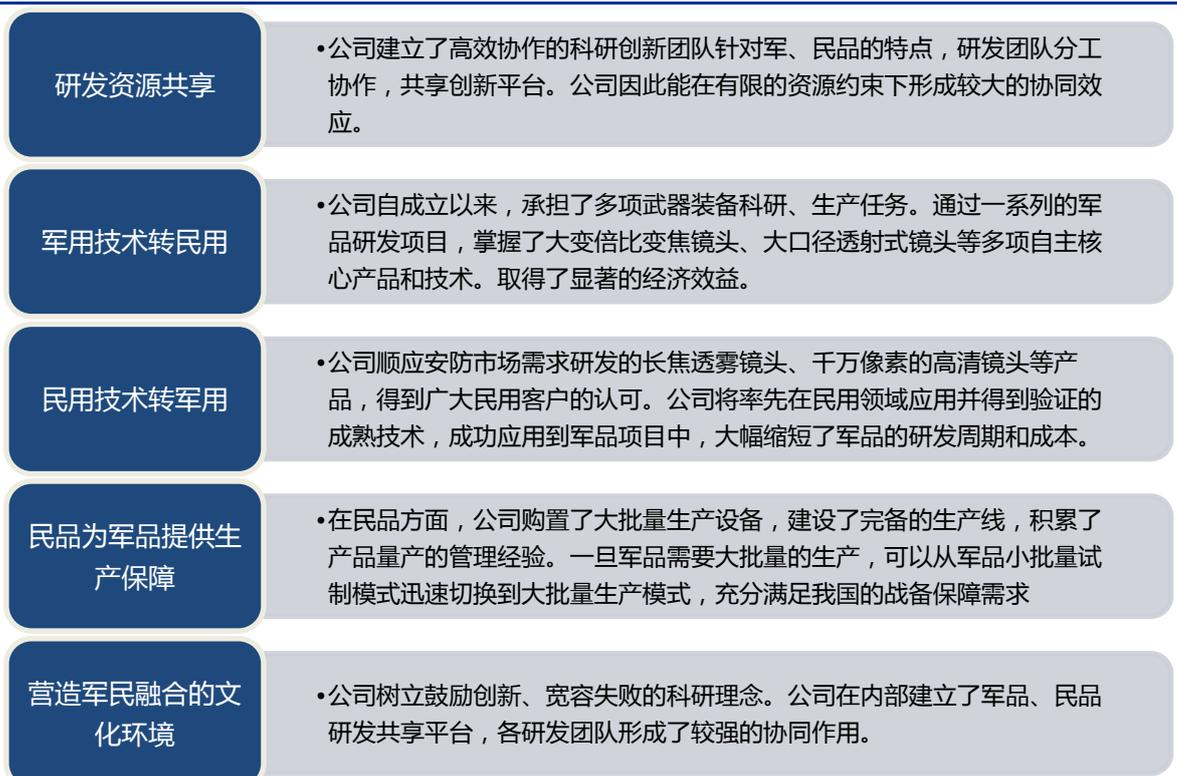 研发资源共享
•公司建立了高效协作的科研创新团队针对军、民品的特点，研发团队分工
协作，共享创新平台。公司因此能在有限的资源约束下形成较大的协同效
应。
军用技术转民用
•公司自成立以来，承担了多项武器装备科研、生产任务。通过一系列的军
品研发项目，掌握了大变倍比变焦镜头、大口径透射式镜头等多项自主核
心产品和技术。取得了显著的经济效益。
民用技术转军用
•公司顺应安防市场需求研发的长焦透雾镜头、千万像素的高清镜头等产
品，得到广大民用客户的认可。公司将率先在民用领域应用并得到验证的
成熟技术，成功应用到军品项目中，大幅缩短了军品的研发周期和成本。
民品为军品提供生
产保障
•在民品方面，公司购置了大批量生产设备，建设了完备的生产线，积累了
产品量产的管理经验。一旦军品需要大批量的生产，可以从军品小批量试
制模式迅速切换到大批量生产模式，充分满足我国的战备保障需求
营造军民融合的文
化环境
•公司树立鼓励创新、宽容失败的科研理念。公司在内部建立了军品、民品
研发共享平台，各研发团队形成了较强的协同作用。